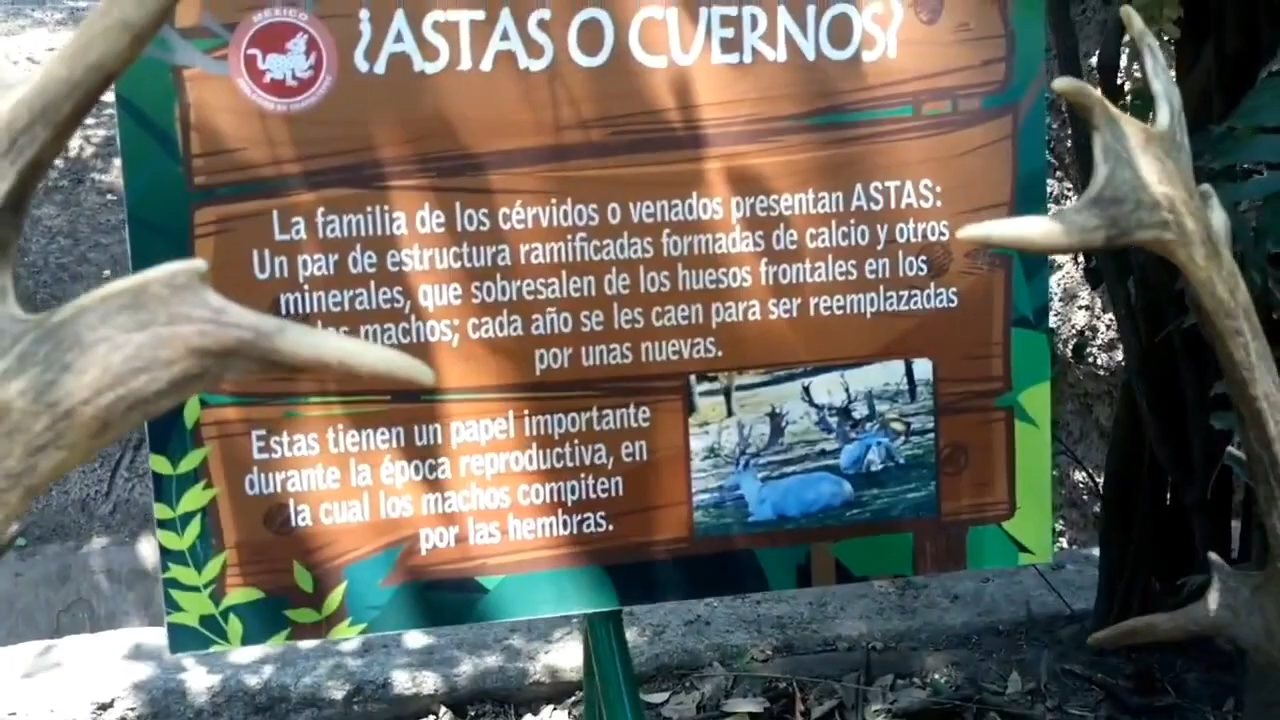 MEXICO
¿ASTAS O CUERNOS?
La familia de los cérvidos o venados presentan ASTAS:
Un par de estructura ramificadas formadas de calcio y otros
minerales, que sobresalen de los huesos frontales en los
machos; cada año se les caen para ser reemplazadas
por unas nuevas.
Estas tienen un papel importante
durante la época reproductiva, en
la cual los machos compiten
por las hembras.